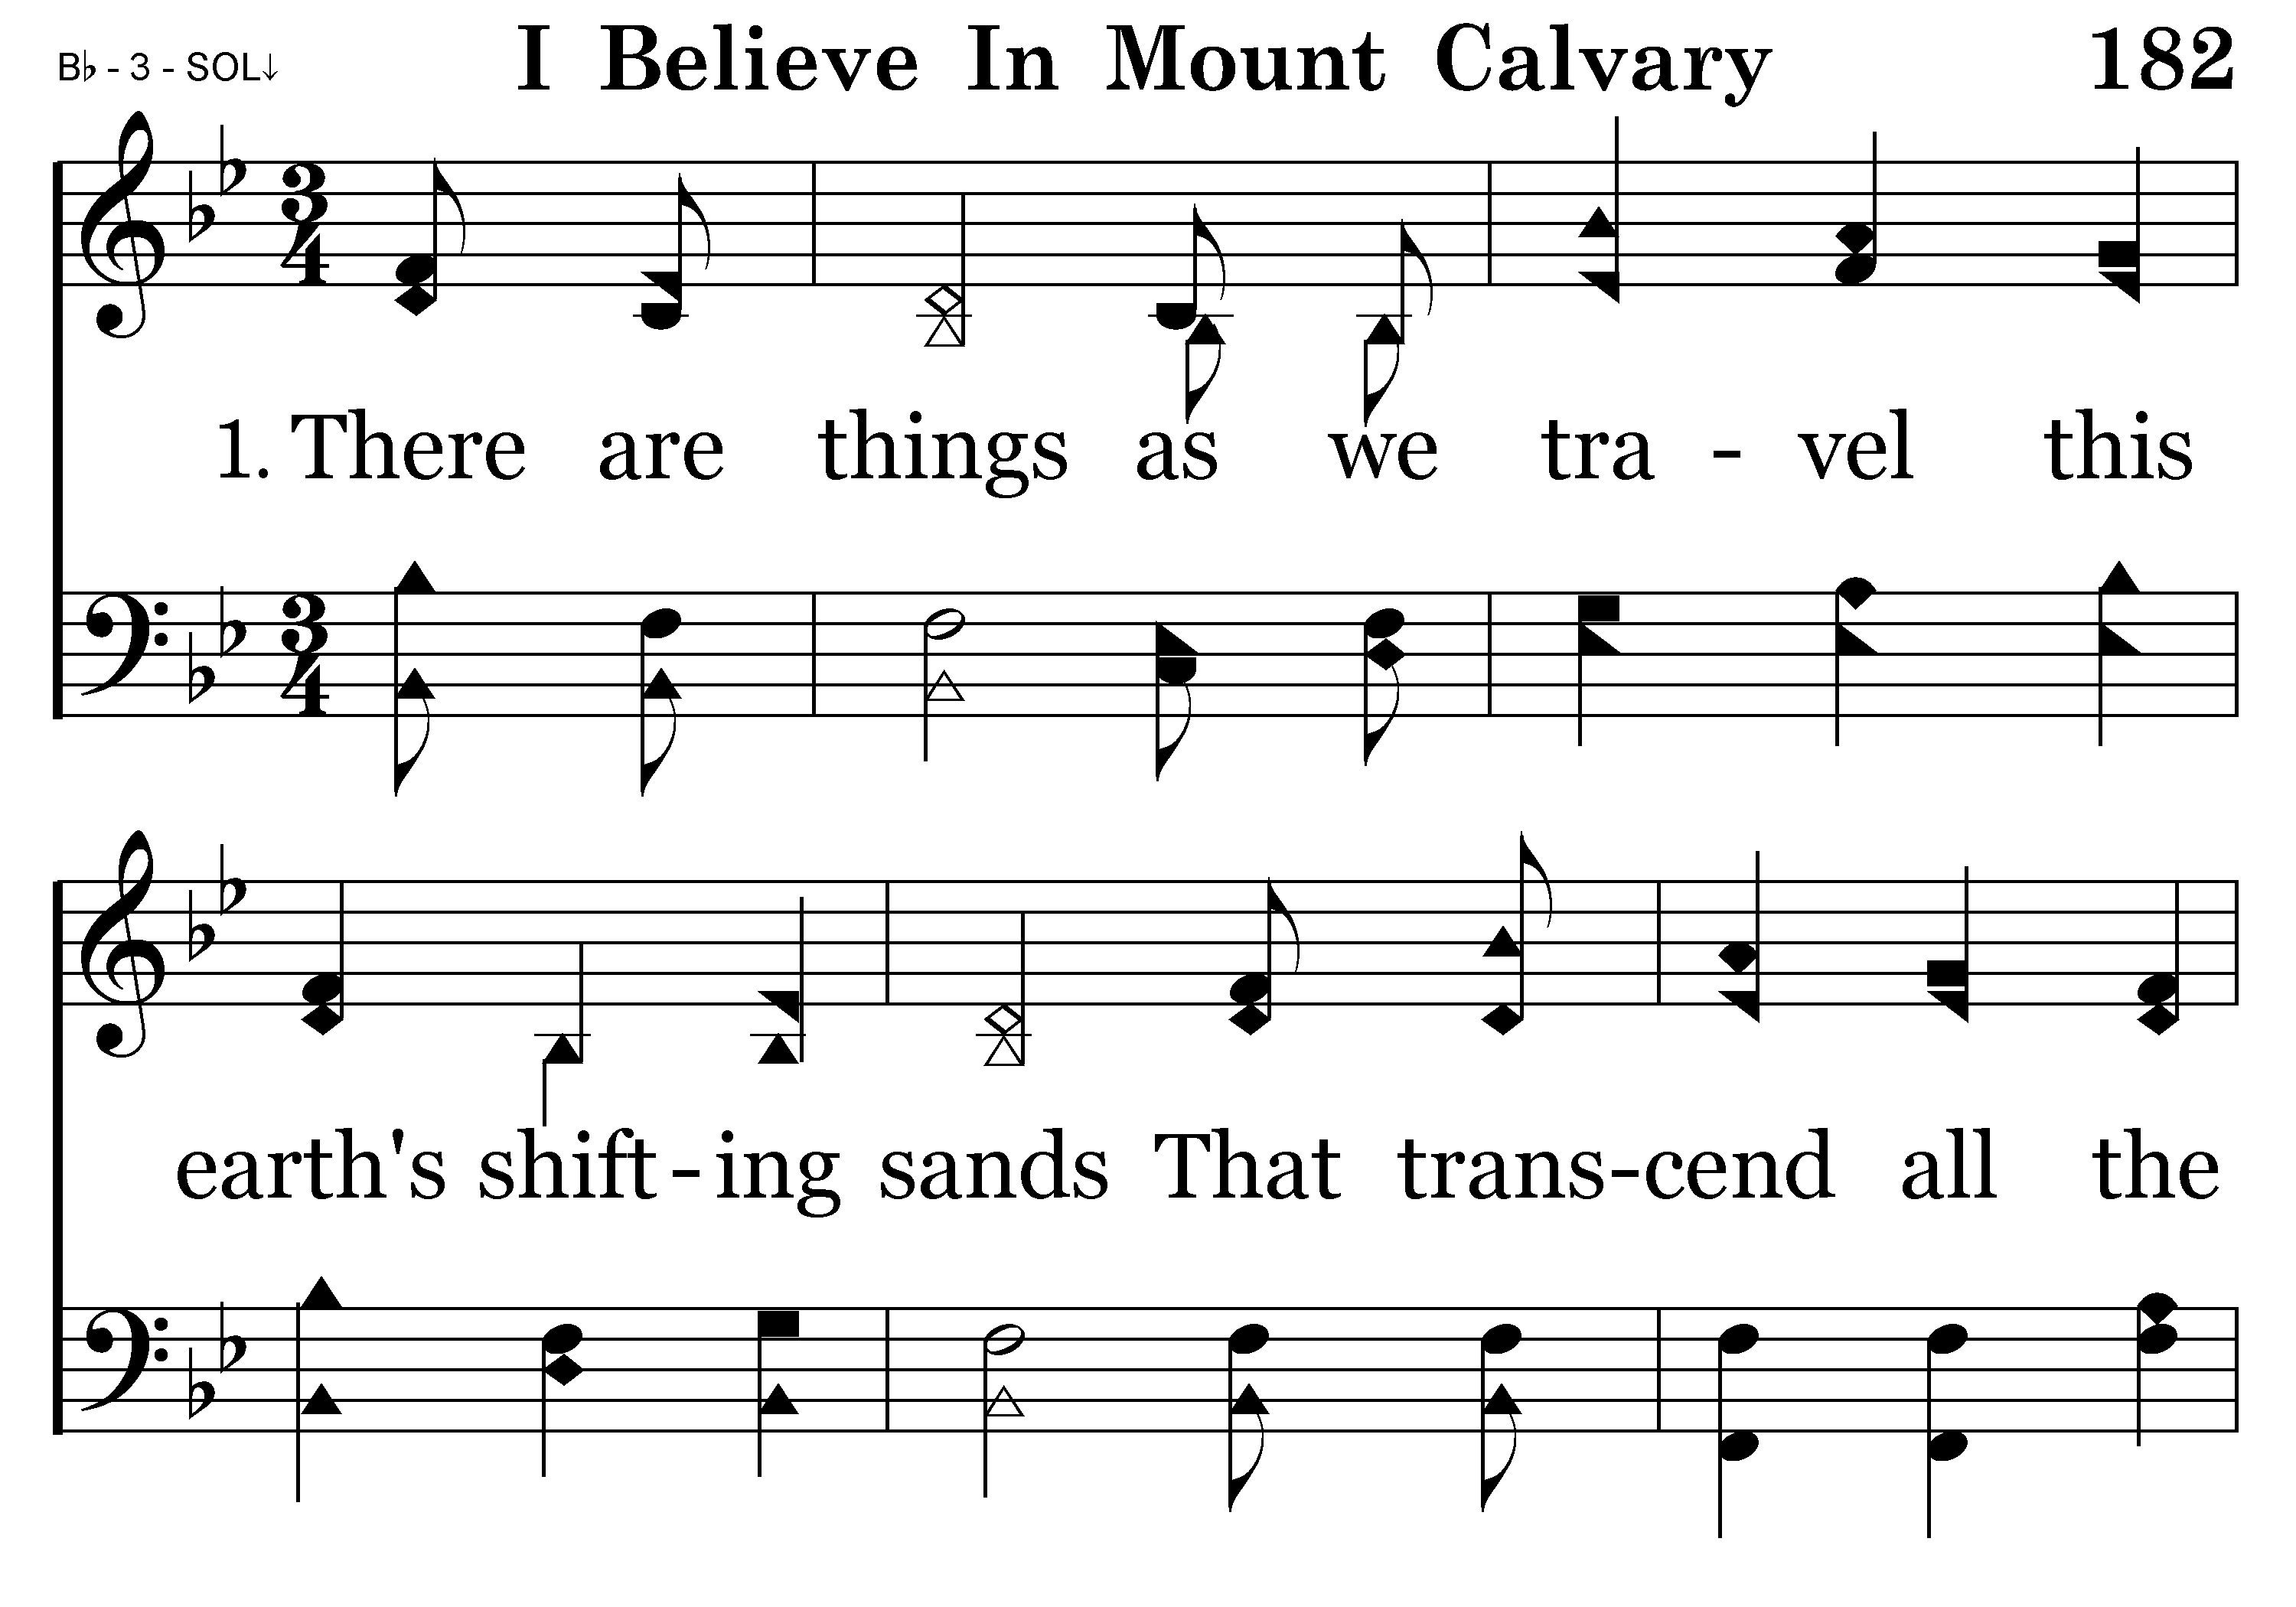 B♭ - 3 - SOL↓ I Believe In Mount Calvary 182
1. There are things as we tra - vel this
earth's shift - ing sands That trans-cend all the